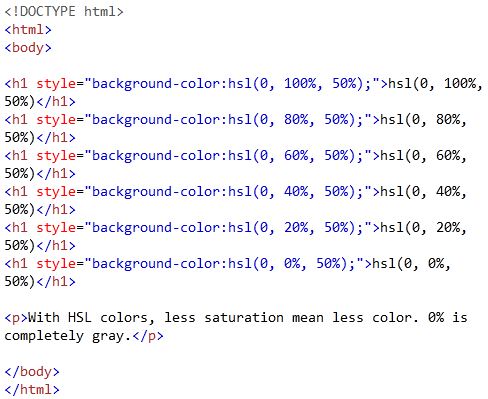 <!DOCTYPE html>
<html>
<body>
<h1 style="background-color:hsl(0, 100%, 50%);">hsl(0, 100%,
50%)</h1>
<h1 style="background-color:hsl(0, 80%, 50%);">hsl(0, 80%,
50%)</h1>
<h1 style="background-color:hsl(0, 60%, 50%);">hsl(0, 60%,
50%)</h1>
<h1 style="background-color:hsl(0, 40%, 50%);">hsl(0, 40%,
50%)</h1>
<h1 style="background-color:hsl(0, 20%, 50%);">hsl(0, 20%,
50%)</h1>
<h1 style="background-color:hsl(0, 0%, 50%);">hsl(0, 0%,
50%)</h1>
<p>With HSL colors, less saturation mean less color. 0% is
completely gray.</p>
</body>
</html>